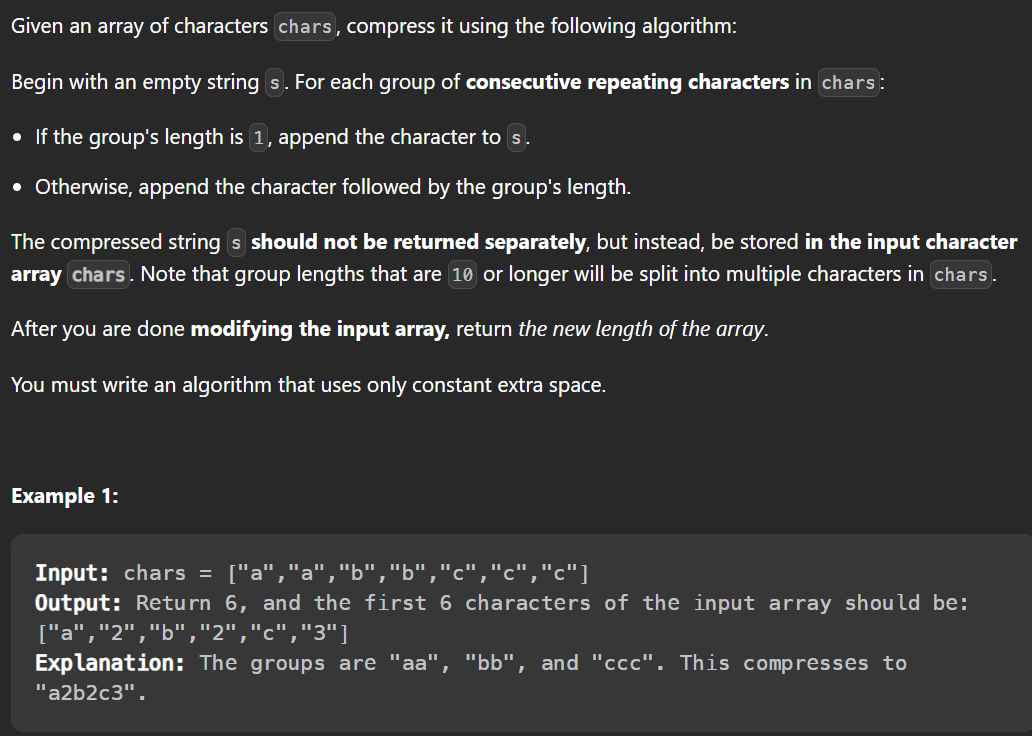 Given an array of characters chars, compress it using the following algorithm:
Begin with an empty string s. For each group of consecutive repeating characters in chars:
• If the group's length is 1, append the character to s.
• Otherwise, append the character followed by the group's length.
The compressed string s should not be returned separately, but instead, be stored in the input character
array chars. Note that group lengths that are 10 or longer will be split into multiple characters in chars.
After you are done modifying the input array, return the new length of the array.
You must write an algorithm that uses only constant extra space.
Example 1:
Input: chars = ["a","a","b","b","c","c","c"]
Output: Return 6, and the first 6 characters of the input array should be:
["a","2","b","2","c","3"]
Explanation: The groups are "aa", "bb", and "ccc". This compresses to
"a2b2c3".